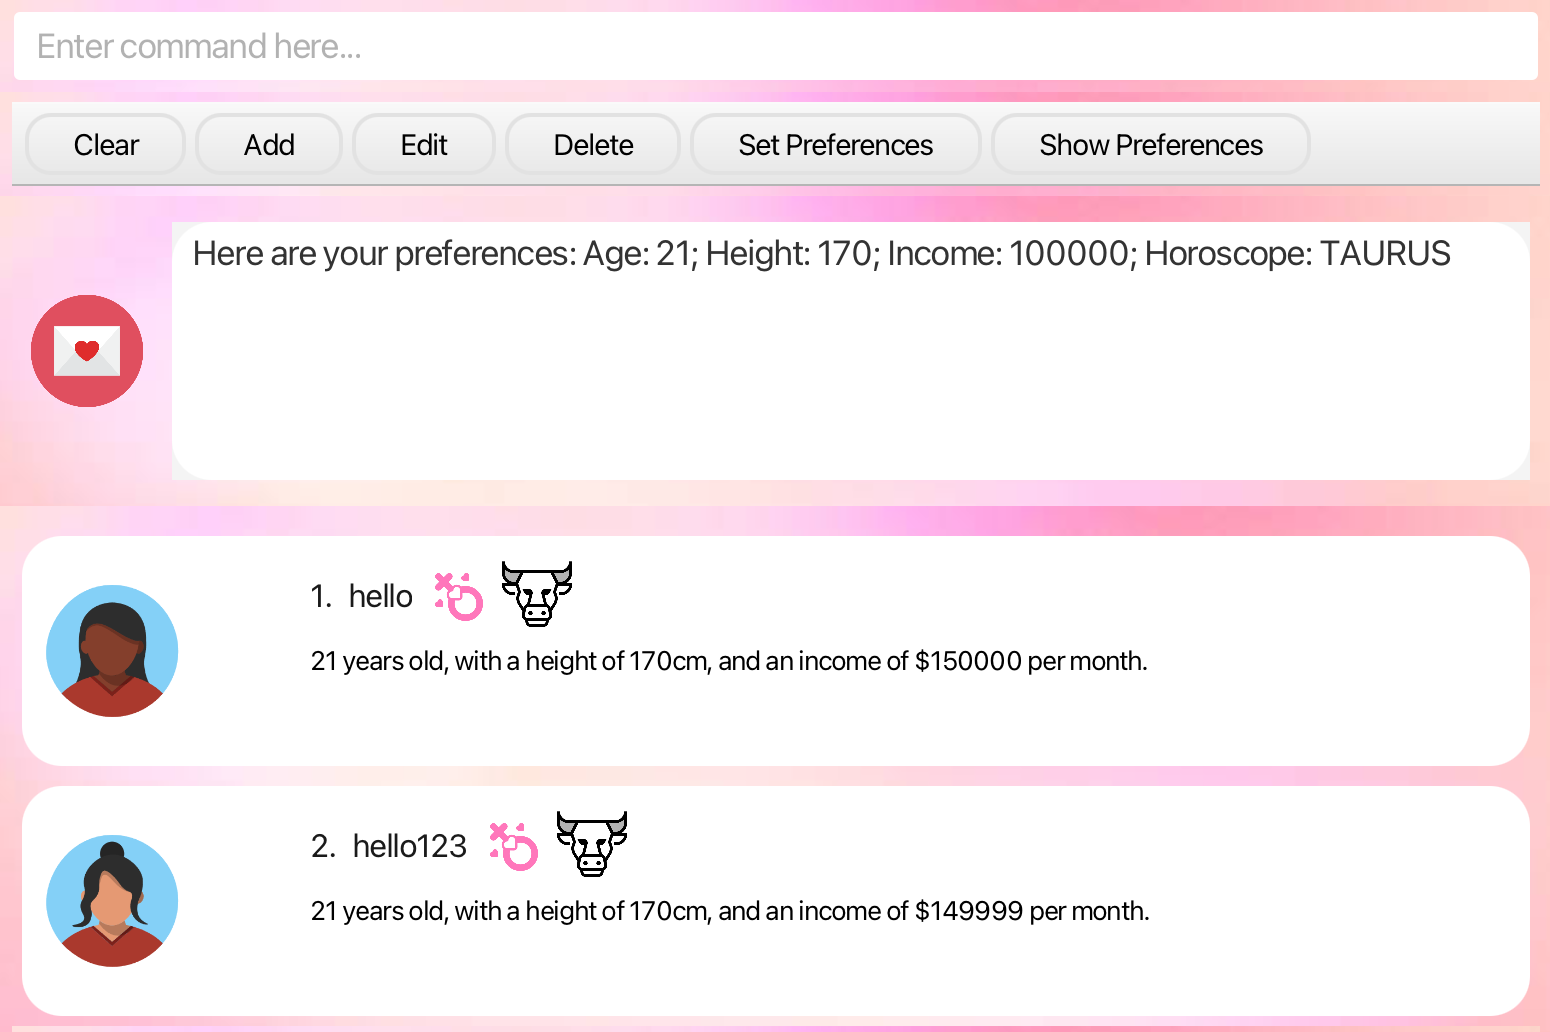 Enter command here...
Clear Add Edit Delete Set Preferences Show Preferences
Here are your preferences: Age: 21; Height: 170; Income: 100000; Horoscope: TAURUS
1. hello
21 years old, with a height of 170cm, and an income of $150000 per month.
2. hello123
21 years old, with a height of 170cm, and an income of $149999 per month.